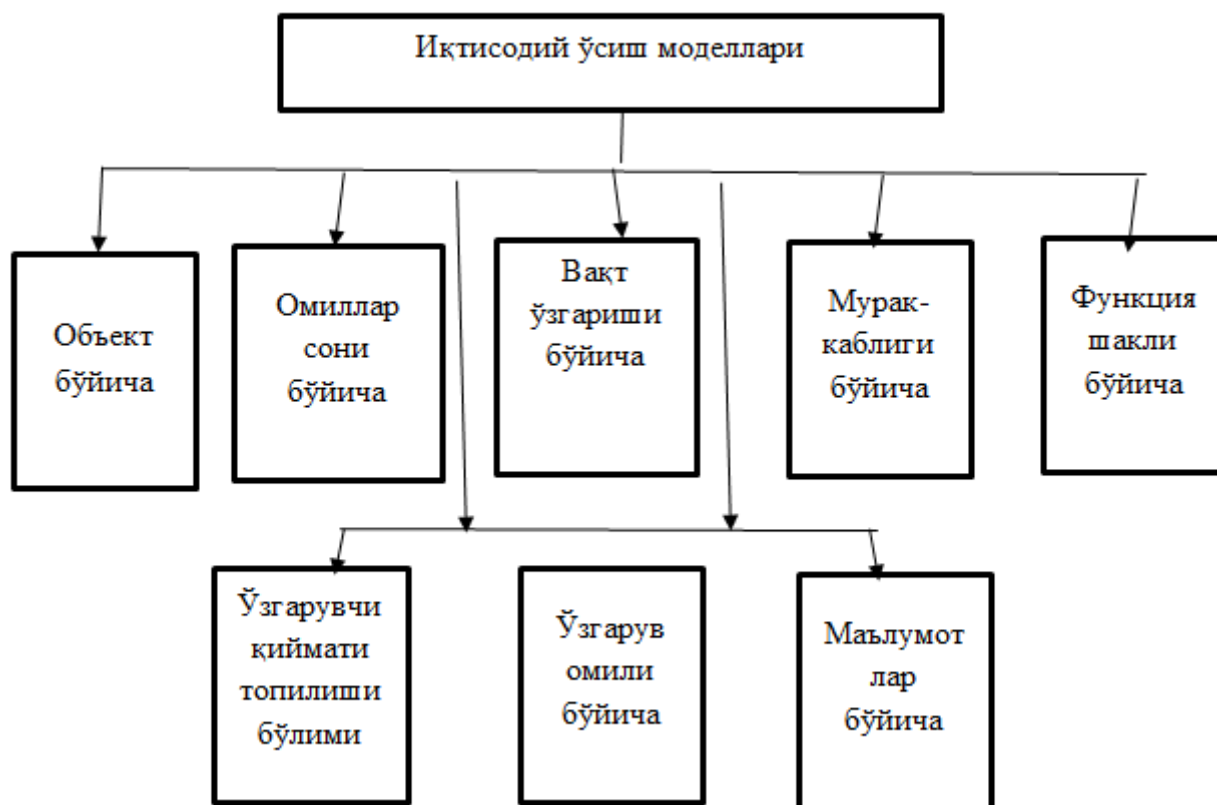 Иқтисодий ўсиш моделлари
Объект
бўйича
Омиллар
сони
бўйича
Вақт
ўзгариши
бўйича
Мурак-
каблиги
бўйича
Функция
шакли
бўйича
Ўзгарувчи
қиймати
топилиши
бўлими
Ўзгарув
омили
бўйича
Маълумот
лар
бўйича